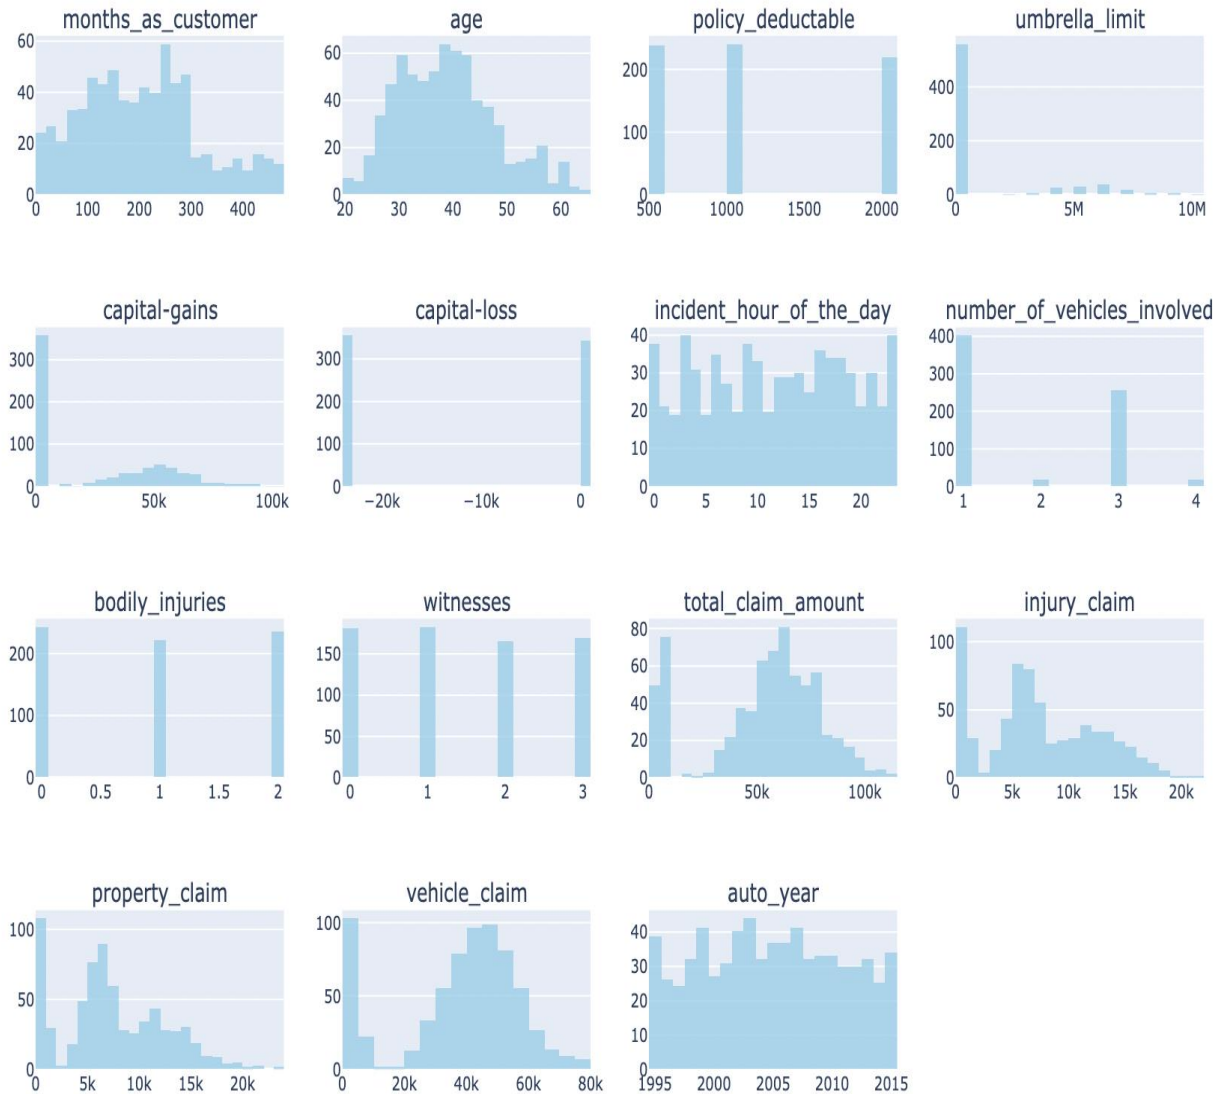 months_as_customer
60
40
20
0
0 100 200 300 400
age
60
40
20
0
20 30 40 50 60
policy_deductable
200
100
0
500 1000 1500 2000
umbrella_limit
400
200
0
0 5M 10M
capital-gains
300
200
100
0
0 50k 100k
capital-loss
300
200
100
0
−20k −10k 0
incident_hour_of_the_day
40
30
20
10
0
0 5 10 15 20
number_of_vehicles_involved
400
300
200
100
0
1 2 3 4
bodily_injuries
200
100
0
0 0.5 1 1.5 2
witnesses
150
100
50
0
0 1 2 3
total_claim_amount
80
60
40
20
0
0 50k 100k
injury_claim
100
50
0
0 5k 10k 15k 20k
property_claim
100
50
0
0 5k 10k 15k 20k
vehicle_claim
100
50
0
0 20k 40k 60k 80k
auto_year
40
30
20
10
0
1995 2000 2005 2010 2015